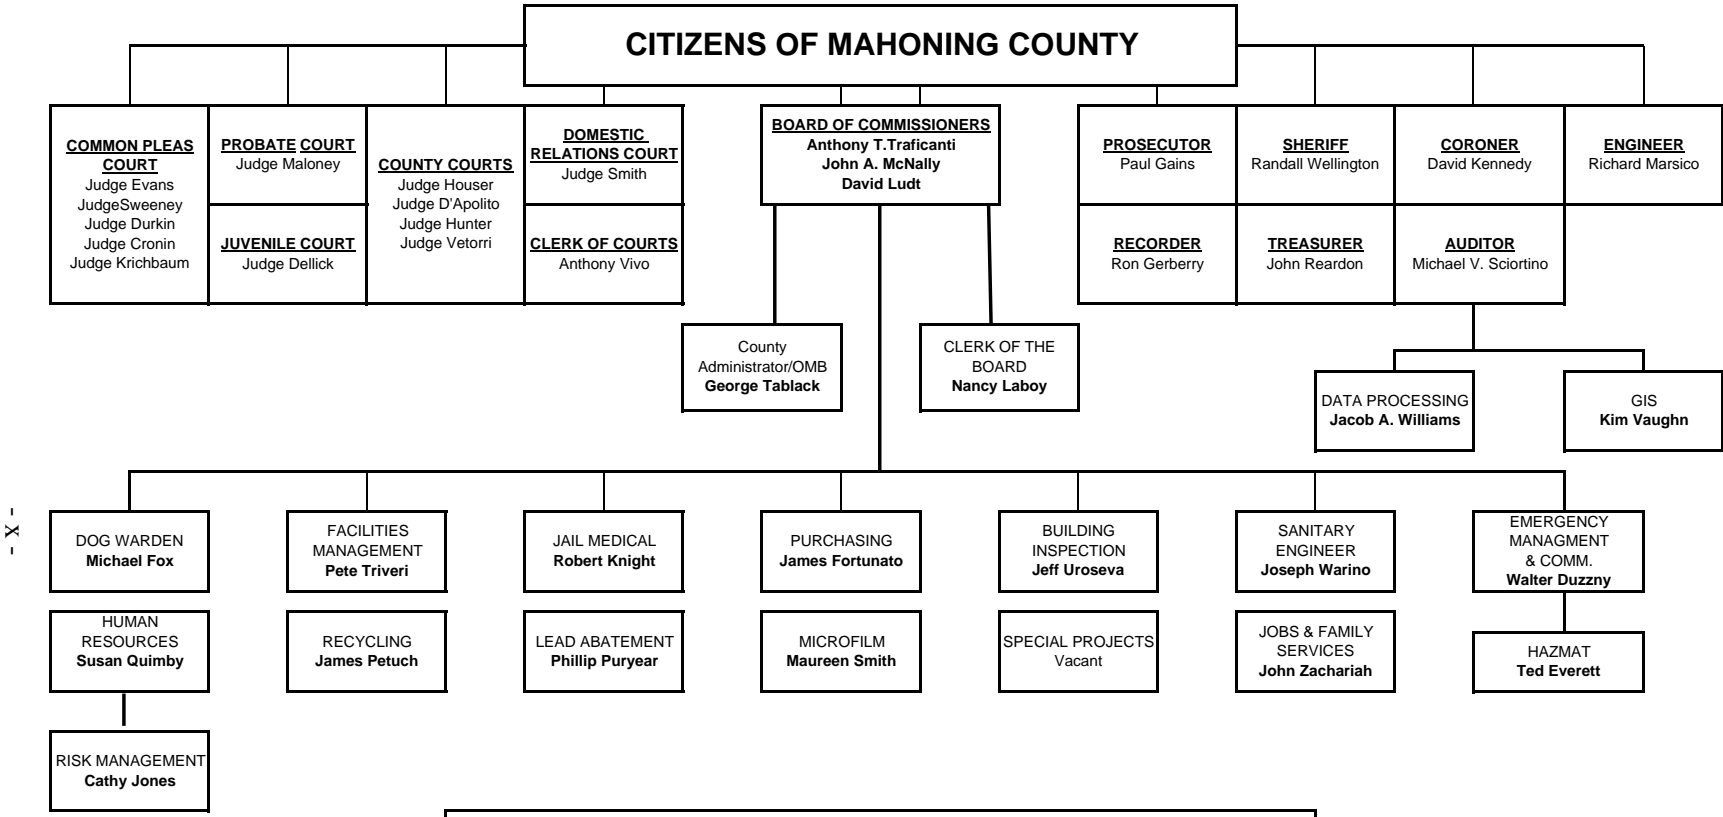 CITIZENS OF MAHONING COUNTY
COMMON PLEAS
COURT
Judge Evans
JudgeSweeney
Judge Durkin
Judge Cronin
Judge Krichbaum
PROBATE COURT
Judge Maloney
JUVENILE COURT
Judge Dellick
COUNTY COURTS
Judge Houser
Judge D'Apolito
Judge Hunter
Judge Vetorri
DOMESTIC
RELATIONS COURT
Judge Smith
CLERK OF COURTS
Anthony Vivo
BOARD OF COMMISSIONERS
Anthony T.Traficanti
John A. McNally
David Ludt
PROSECUTOR
Paul Gains
SHERIFF
Randall Wellington
CORONER
David Kennedy
ENGINEER
Richard Marsico
RECORDER
Ron Gerberry
TREASURER
John Reardon
AUDITOR
Michael V. Sciortino
County
Administrator/OMB
George Tablack
CLERK OF THE
BOARD
Nancy Laboy
DATA PROCESSING
Jacob A. Williams
GIS
Kim Vaughn
- x -
DOG WARDEN
Michael Fox
FACILITIES
MANAGEMENT
Pete Triveri
JAIL MEDICAL
Robert Knight
PURCHASING
James Fortunato
BUILDING
INSPECTION
Jeff Uroseva
SANITARY
ENGINEER
Joseph Warino
EMERGENCY
MANAGMENT
& COMM.
Walter Duzzny
HUMAN
RESOURCES
Susan Quimby
RECYCLING
James Petuch
LEAD ABATEMENT
Phillip Puryear
MICROFILM
Maureen Smith
SPECIAL PROJECTS
Vacant
JOBS & FAMILY
SERVICES
John Zachariah
HAZMAT
Ted Everett
RISK MANAGEMENT
Cathy Jones